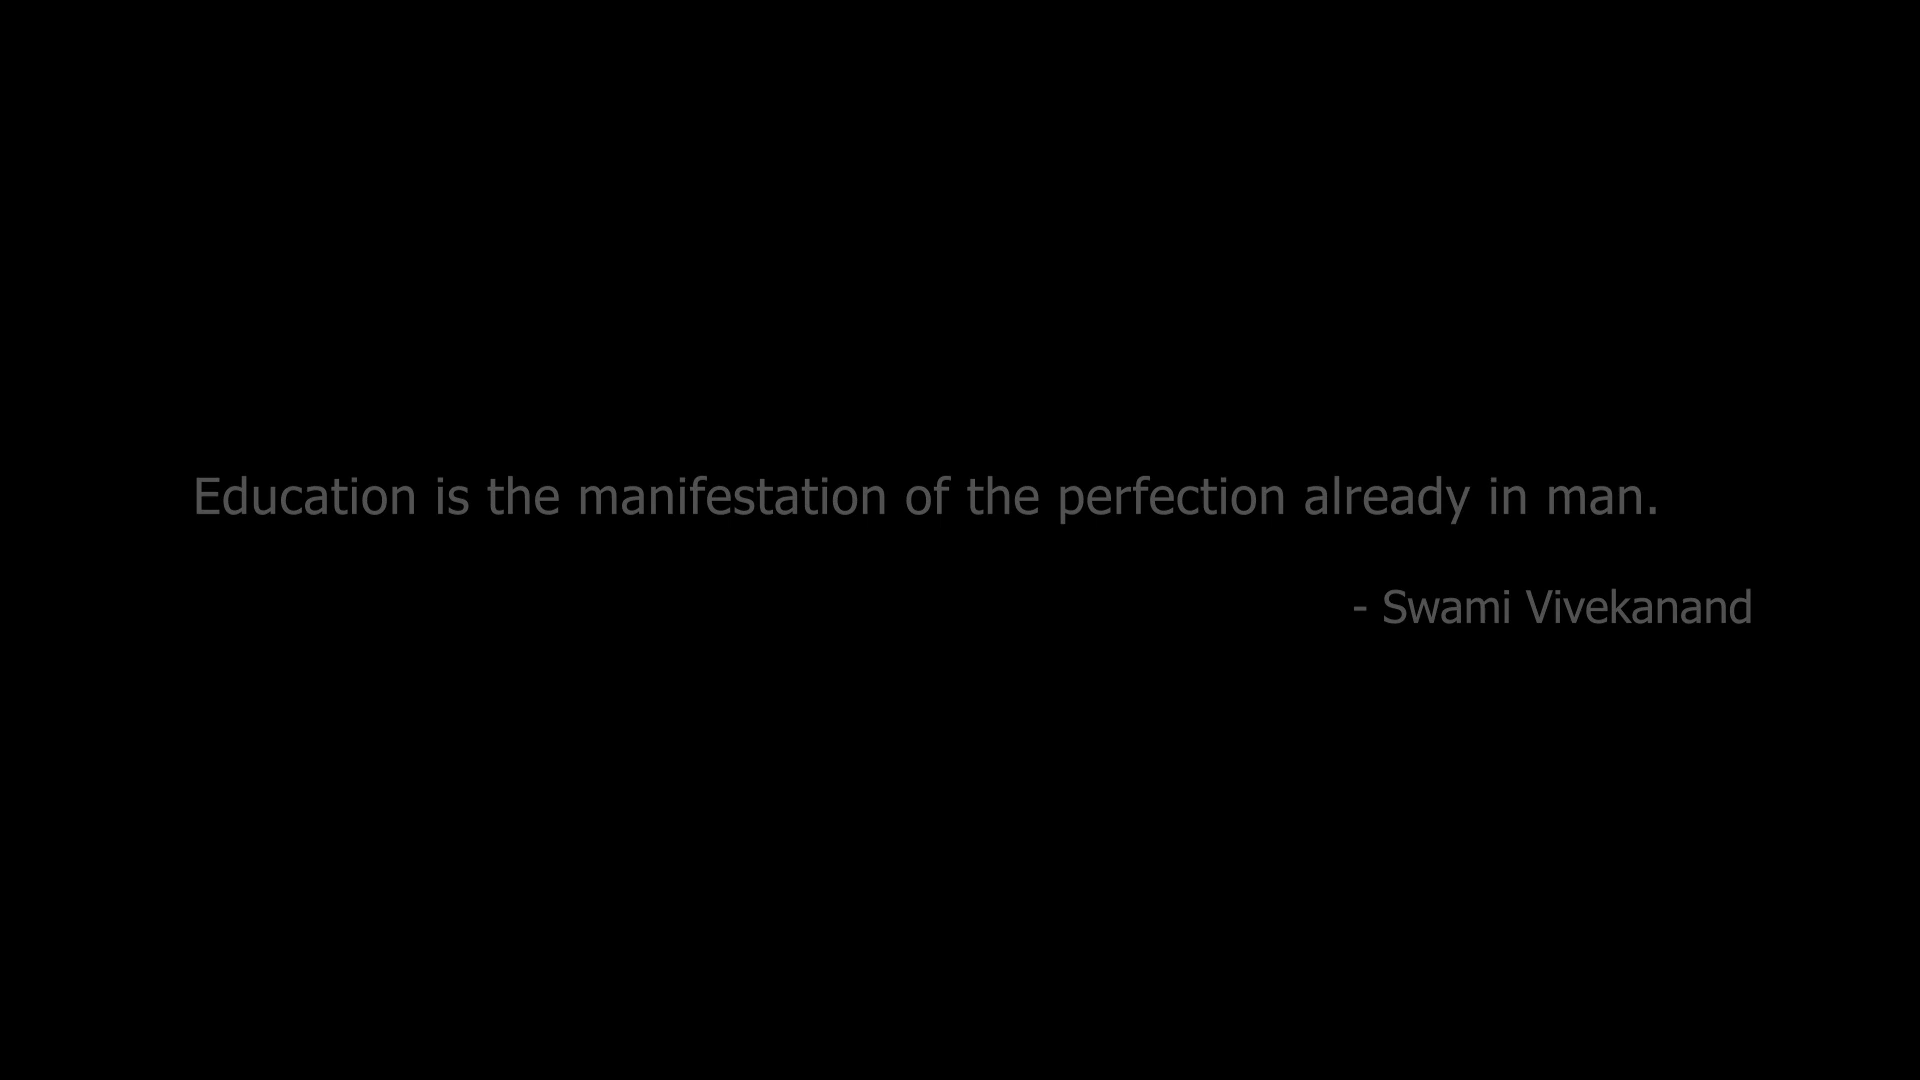 Education is the manifestation of the perfection already in man.
- Swami Vivekanand